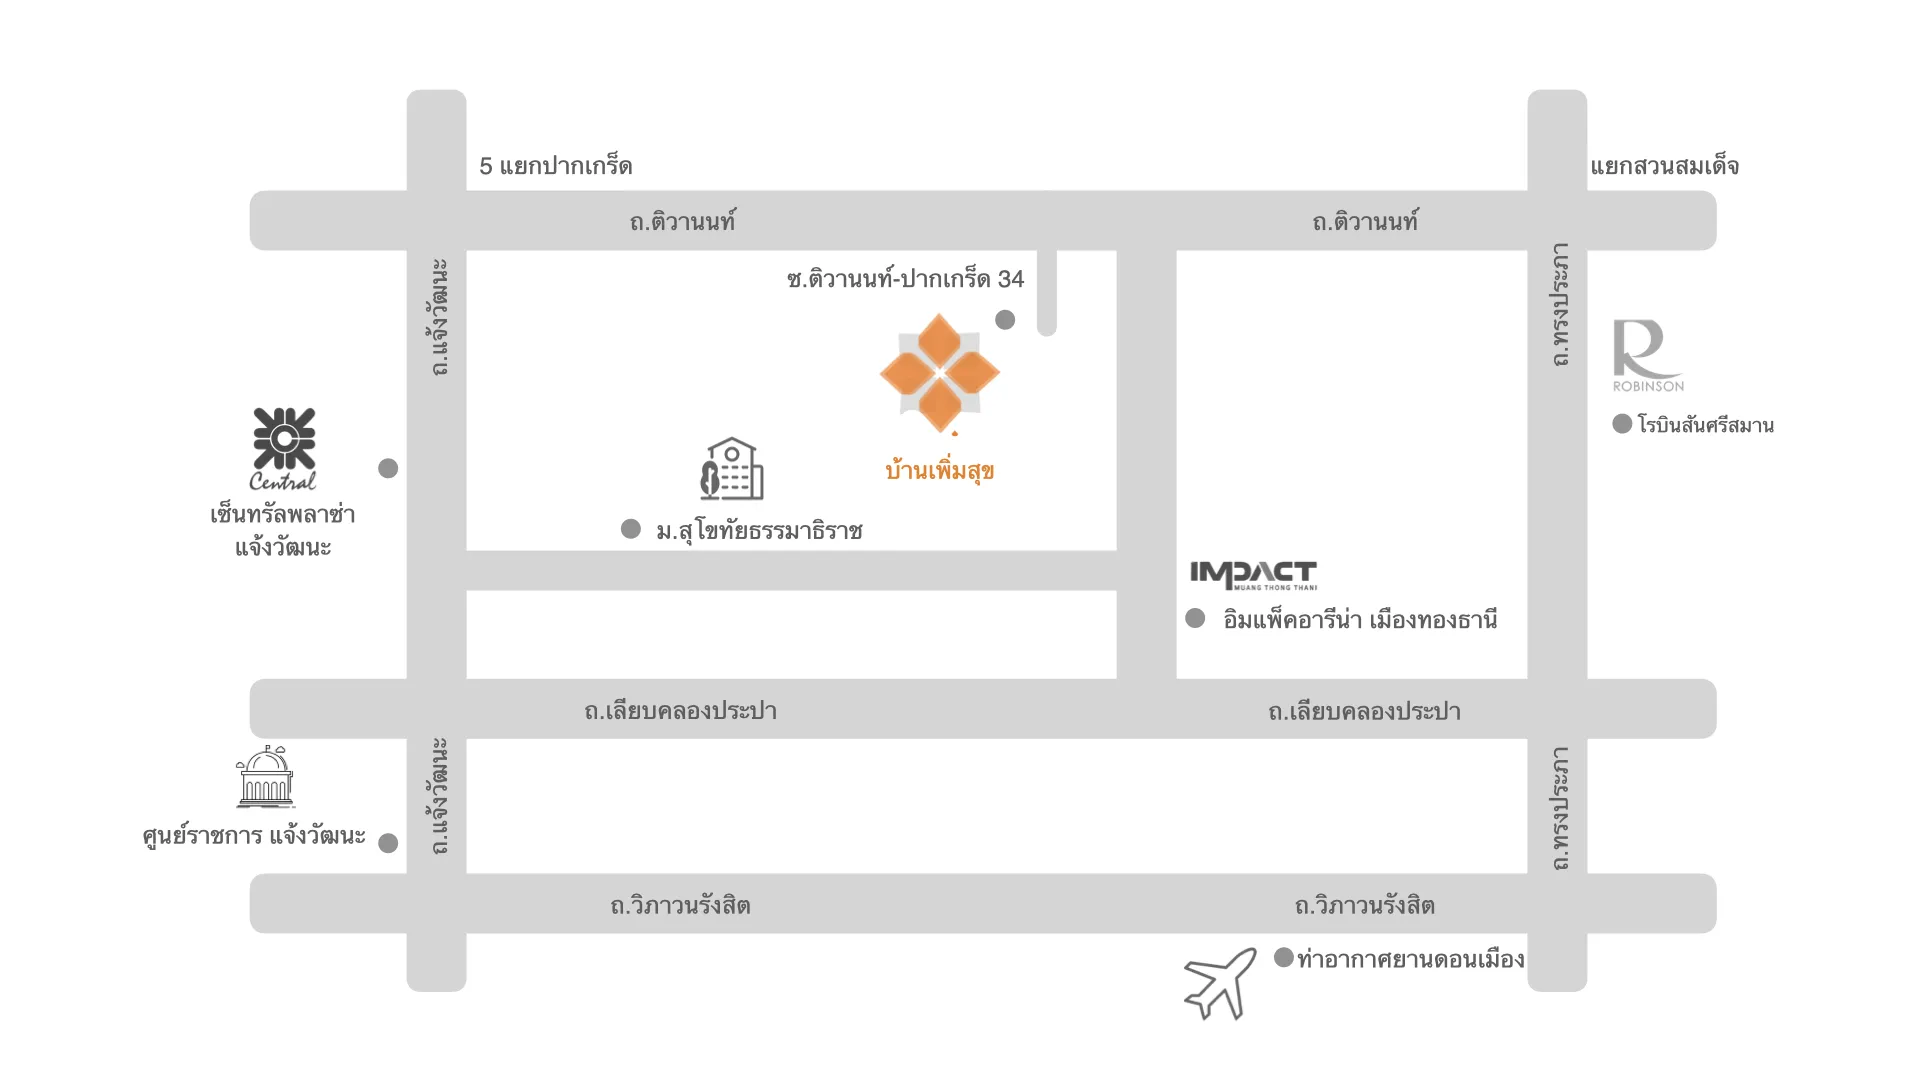 5 แยกปากเกร็ด
แยกสวนสมเด็จ
ถ.ติวานนท์
ถ.ติวานนท์
ถ.แจ้งวัฒนะ
ซ.ติวานนท์-ปากเกร็ด 34
ถ.ทรงประภา
ROBINSON
โรบินสันศรีสมาน
Central
เซ็นทรัลพลาซ่า
แจ้งวัฒนะ
บ้านเพิ่มสุข
ม.สุโขทัยธรรมาธิราช
IMPACT
MUANG THONG THANI
อิมแพ็คอารีน่า เมืองทองธานี
ถ.เลียบคลองประปา
ถ.เลียบคลองประปา
ถ.แจ้งวัฒนะ
ถ.ทรงประภา
ศูนย์ราชการ แจ้งวัฒนะ
ถ.วิภาวนรังสิต
ถ.วิภาวนรังสิต
ท่าอากาศยานดอนเมือง